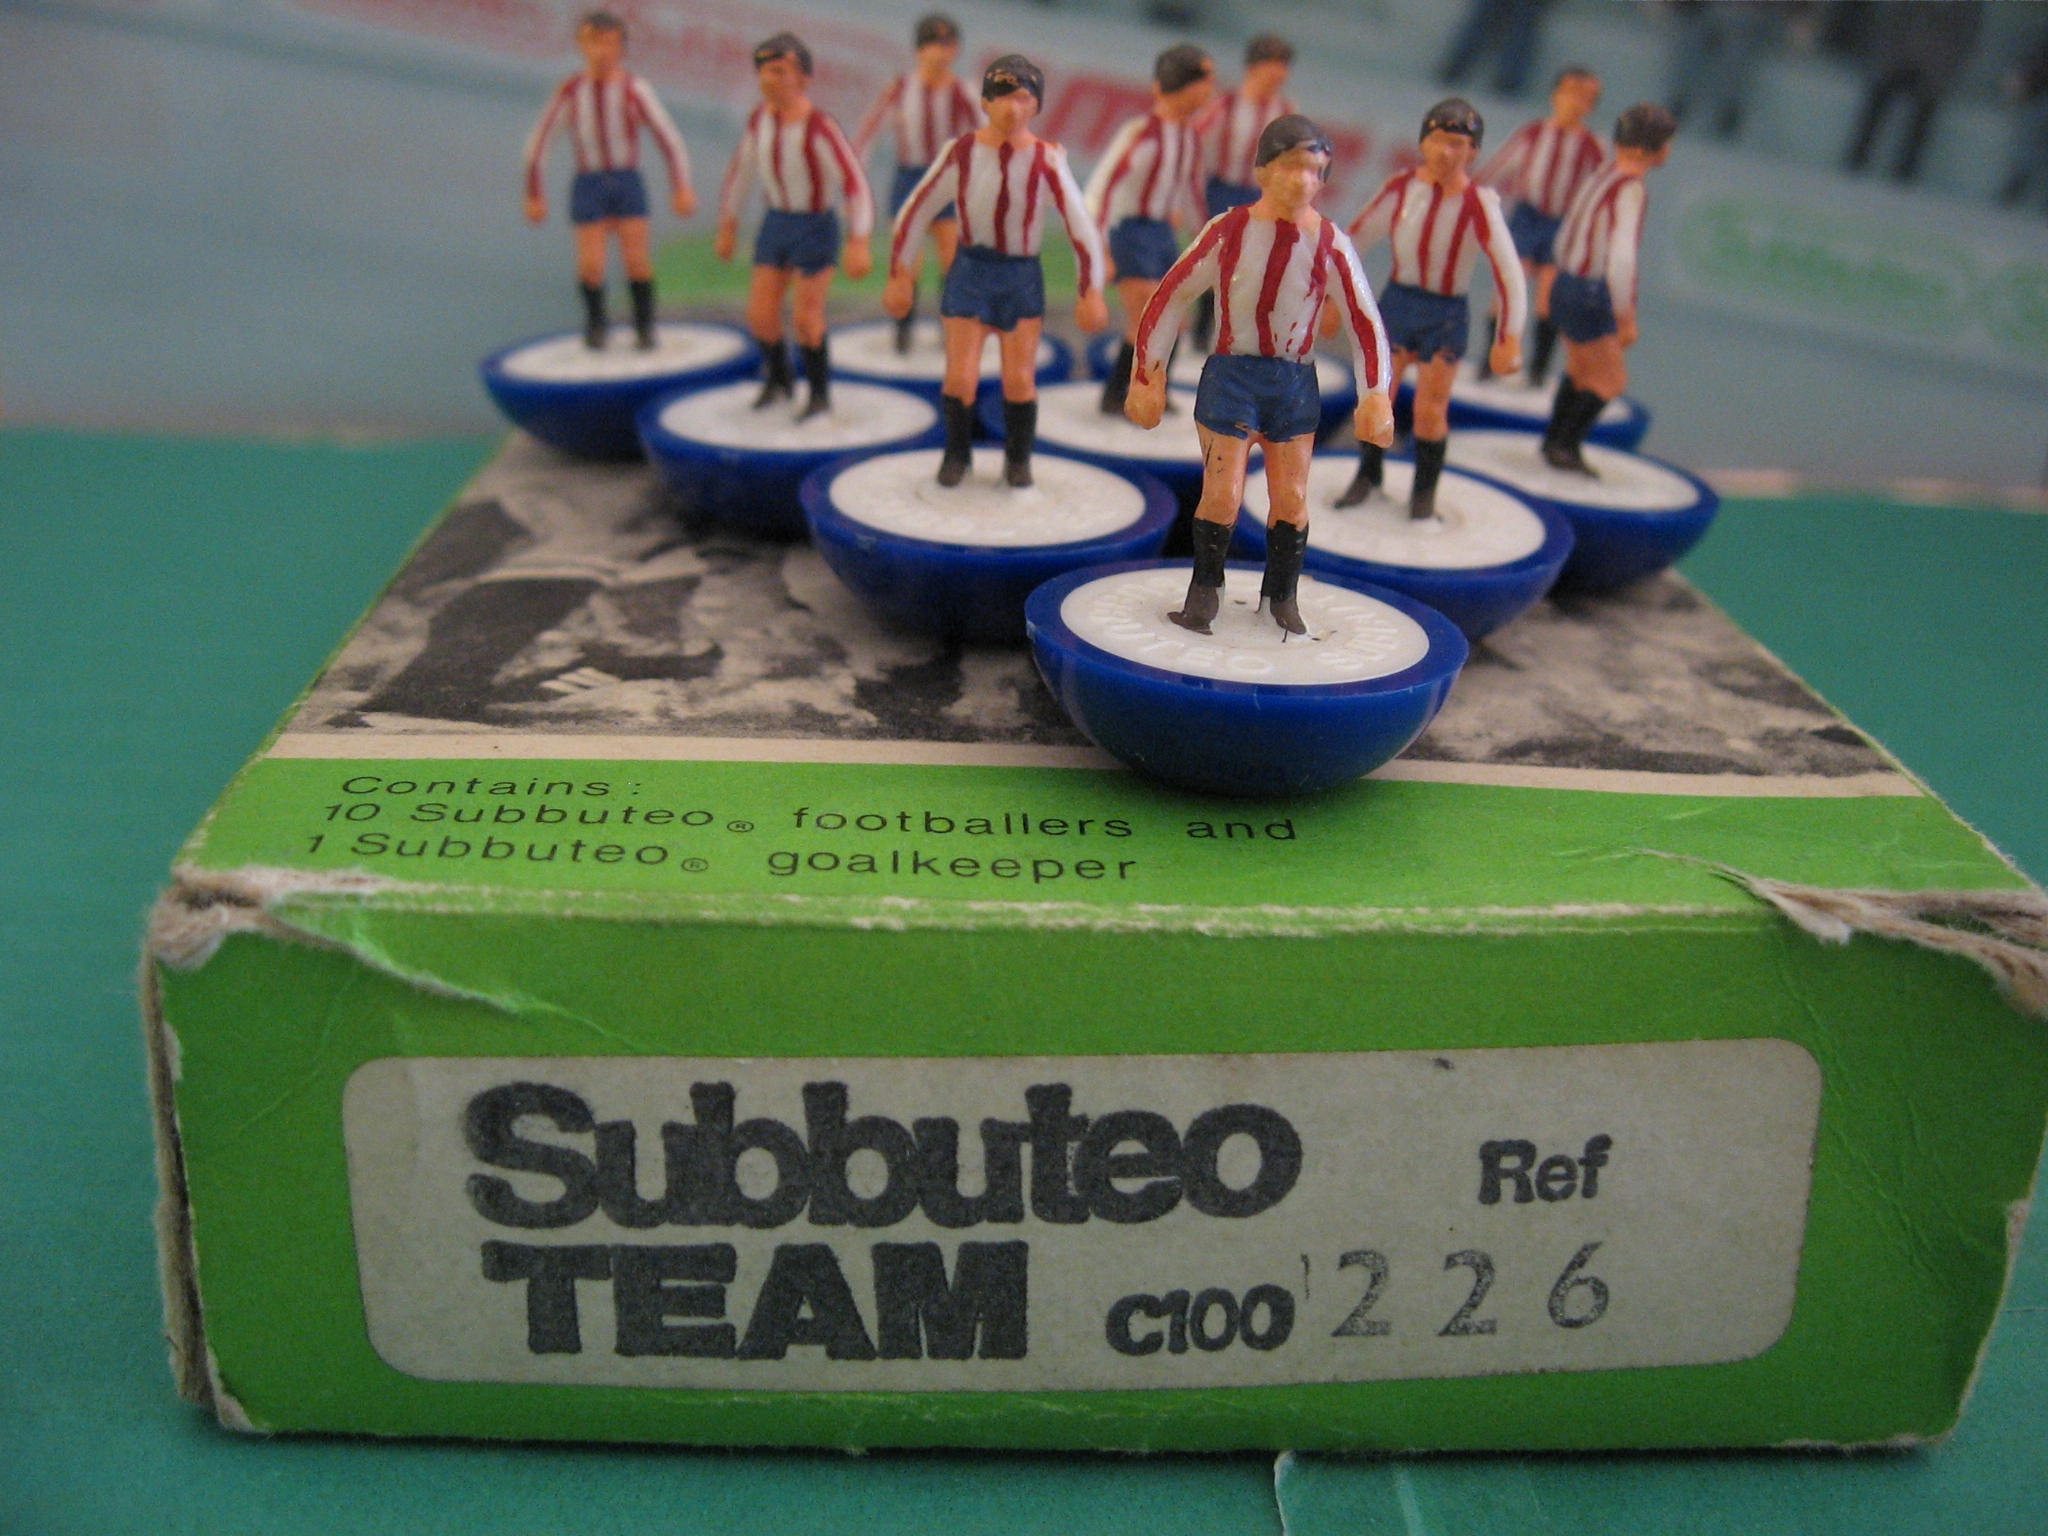 Contains:
10 Subbuteo® footballers and
1 Subbuteo® goalkeeper
Subbuteo
TEAM C100
Ref
226